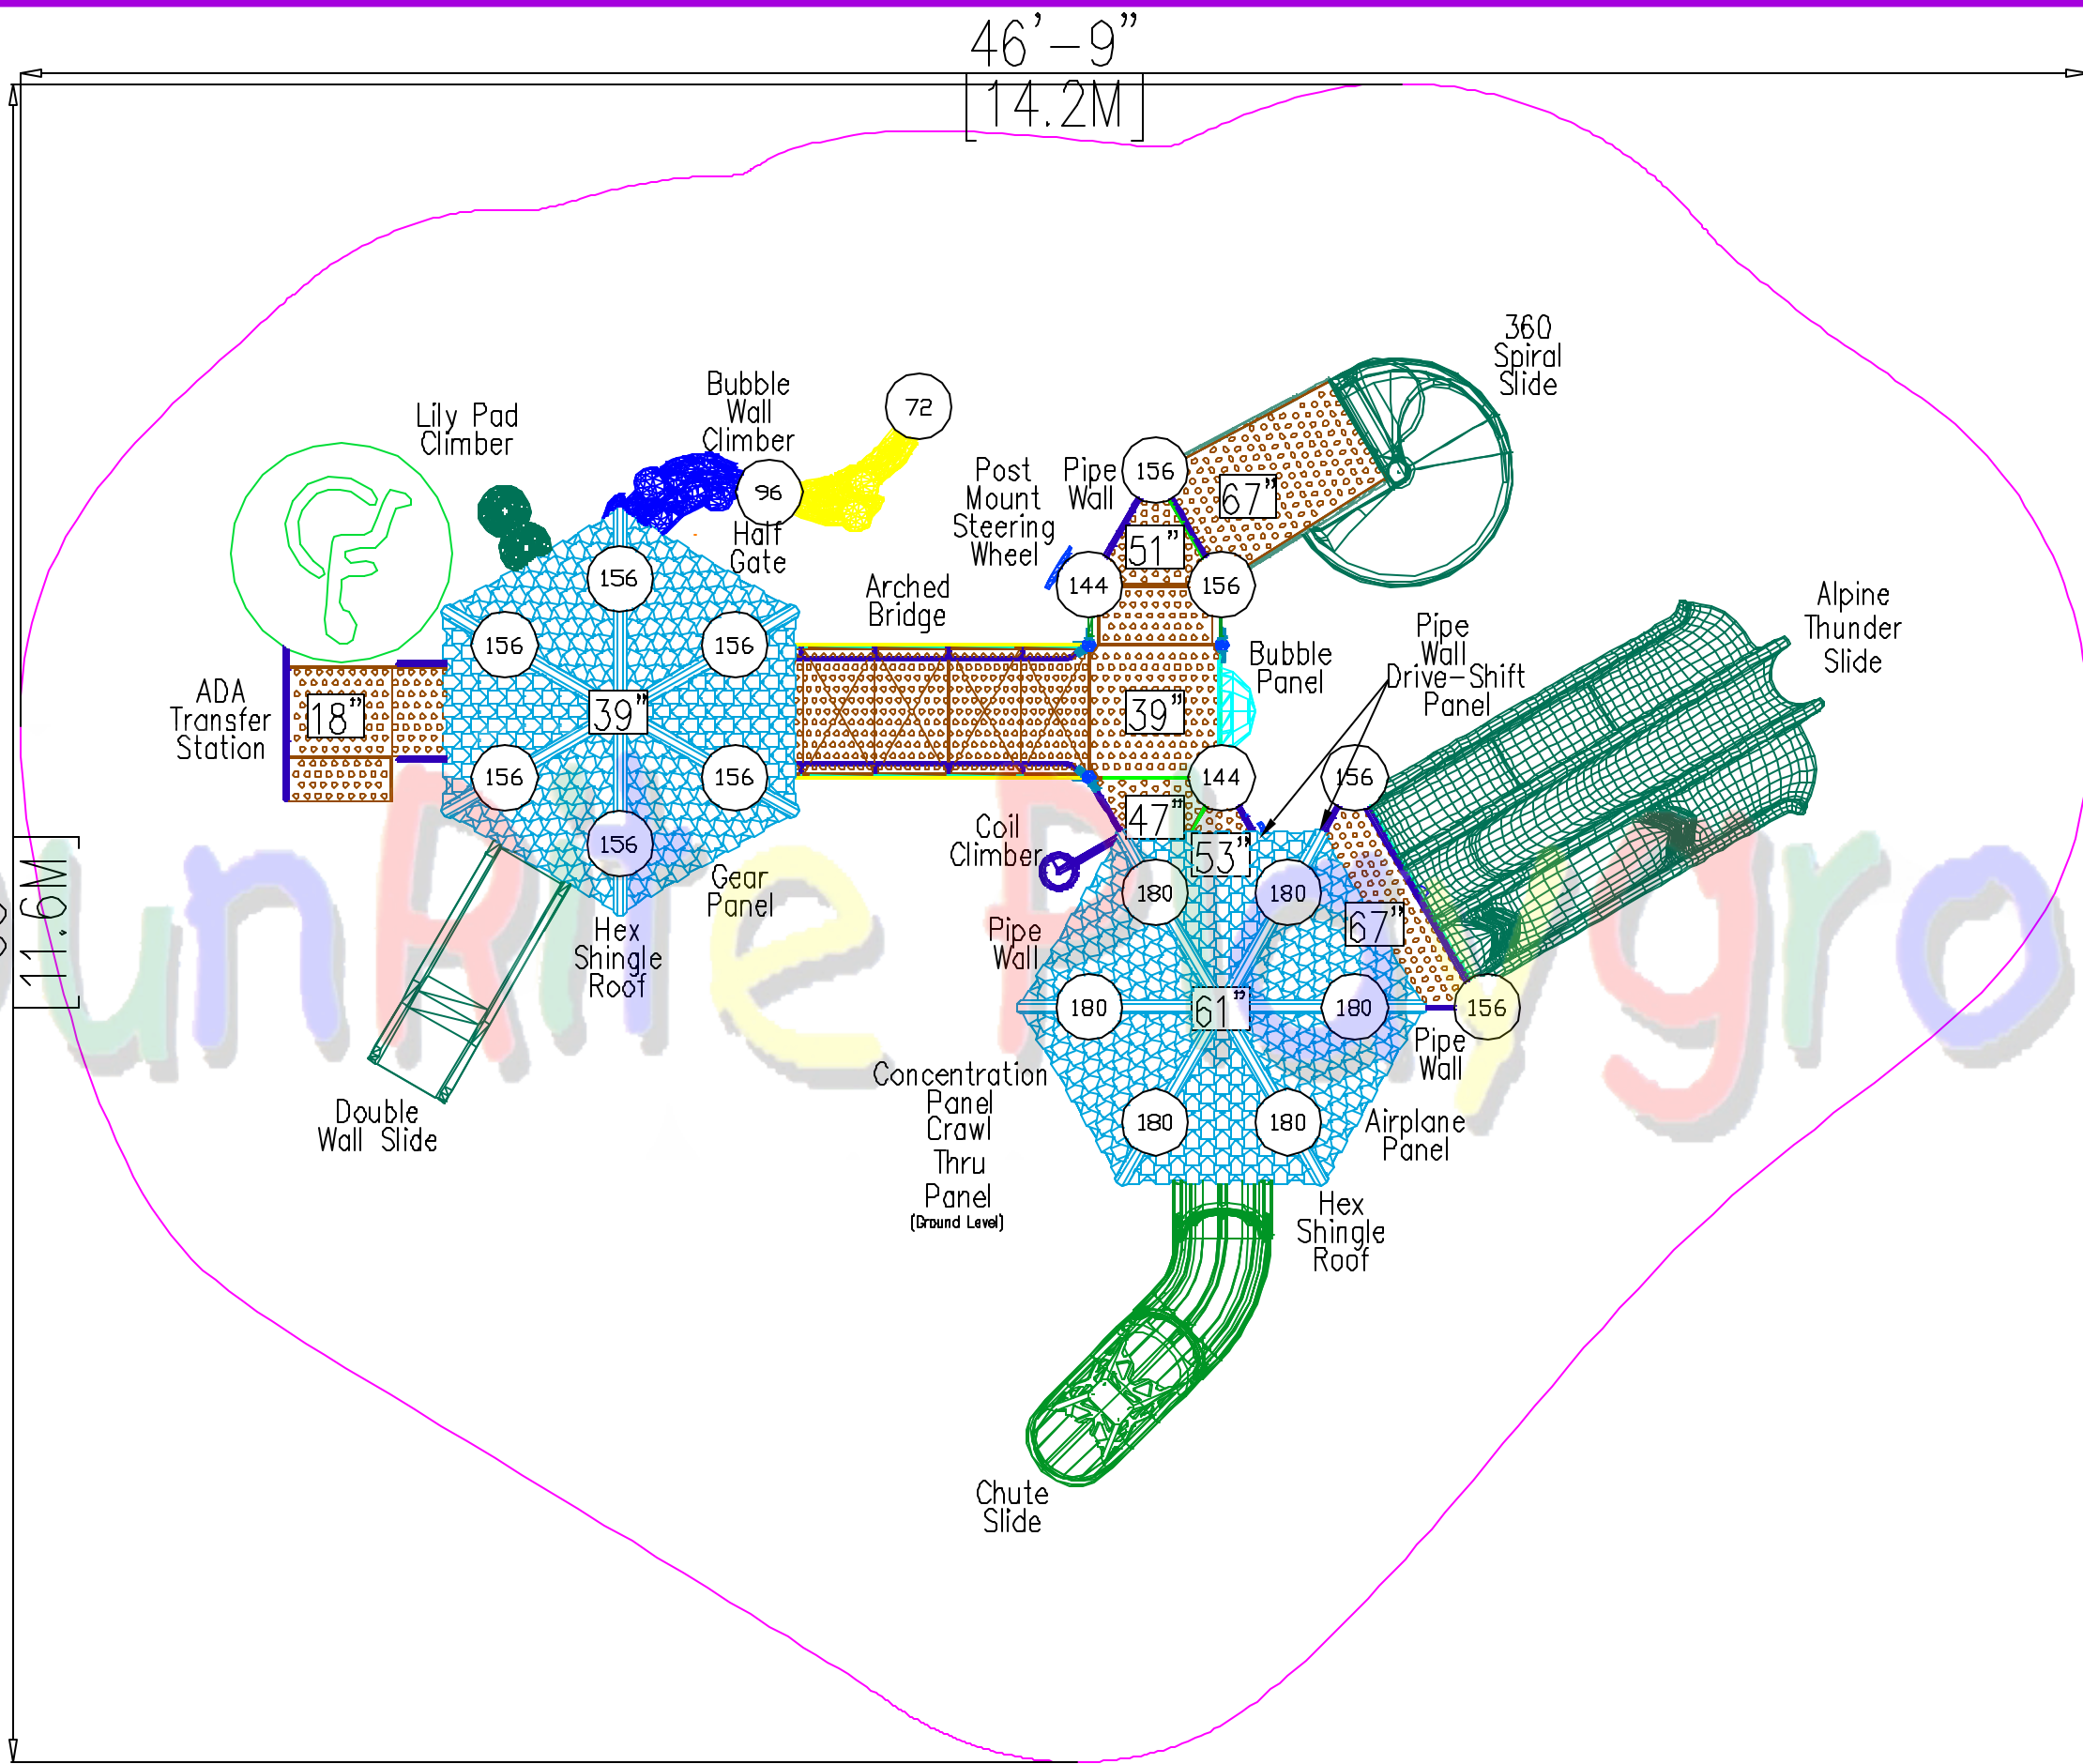 46'-9"
[14.2M]
360
Spiral
Slide
Bubble
Wall
Climber
72
Lily Pad
Climber
96
Half
Gate
Post
Mount
Steering
Wheel
Pipe
Wall
156
67"
51"
144
156
156
156
156
Arched
Bridge
Alpine
Thunder
Slide
Pipe
Wall
Drive-Shift
Panel
Bubble
Panel
ADA
Transfer
Station
18"
39"
39"
156
156
156
144
156
47"
53"
Coil
Climber
Gear
Panel
Hex
Shingle
Roof
Pipe
Wall
180
180
67"
180
61"
180
156
Pipe
Wall
180
180
Airplane
Panel
Concentration
Panel
Crawl
Thru
Panel
(Ground Level)
Double
Wall Slide
Hex
Shingle
Roof
Chute
Slide
[11.6M]
unRite Playgro